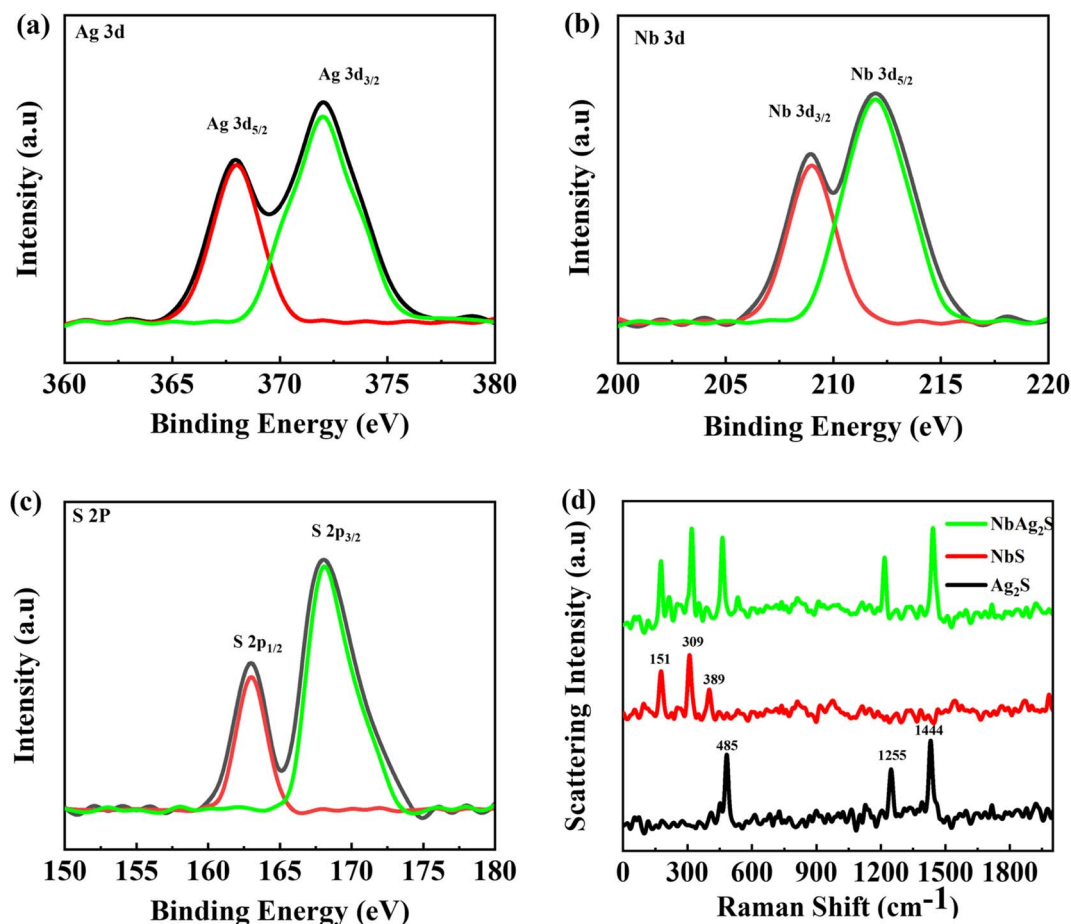 (a)
Ag 3d
Ag 3d3/2
Ag 3d5/2
Intensity (a.u)
360 365 370 375 380
Binding Energy (eV)
(b)
Nb 3d
Nb 3d5/2
Nb 3d3/2
Intensity (a.u)
200 205 210 215 220
Binding Energy (eV)
(c)
S 2P
S 2p3/2
S 2p1/2
Intensity (a.u)
150 155 160 165 170 175 180
Binding Energy (eV)
(d)
NbAg2S
NbS
Ag2S
151 309 389
485 1255 1444
Scattering Intensity (a.u)
0 300 600 900 1200 1500 1800
Raman Shift (cm-1)